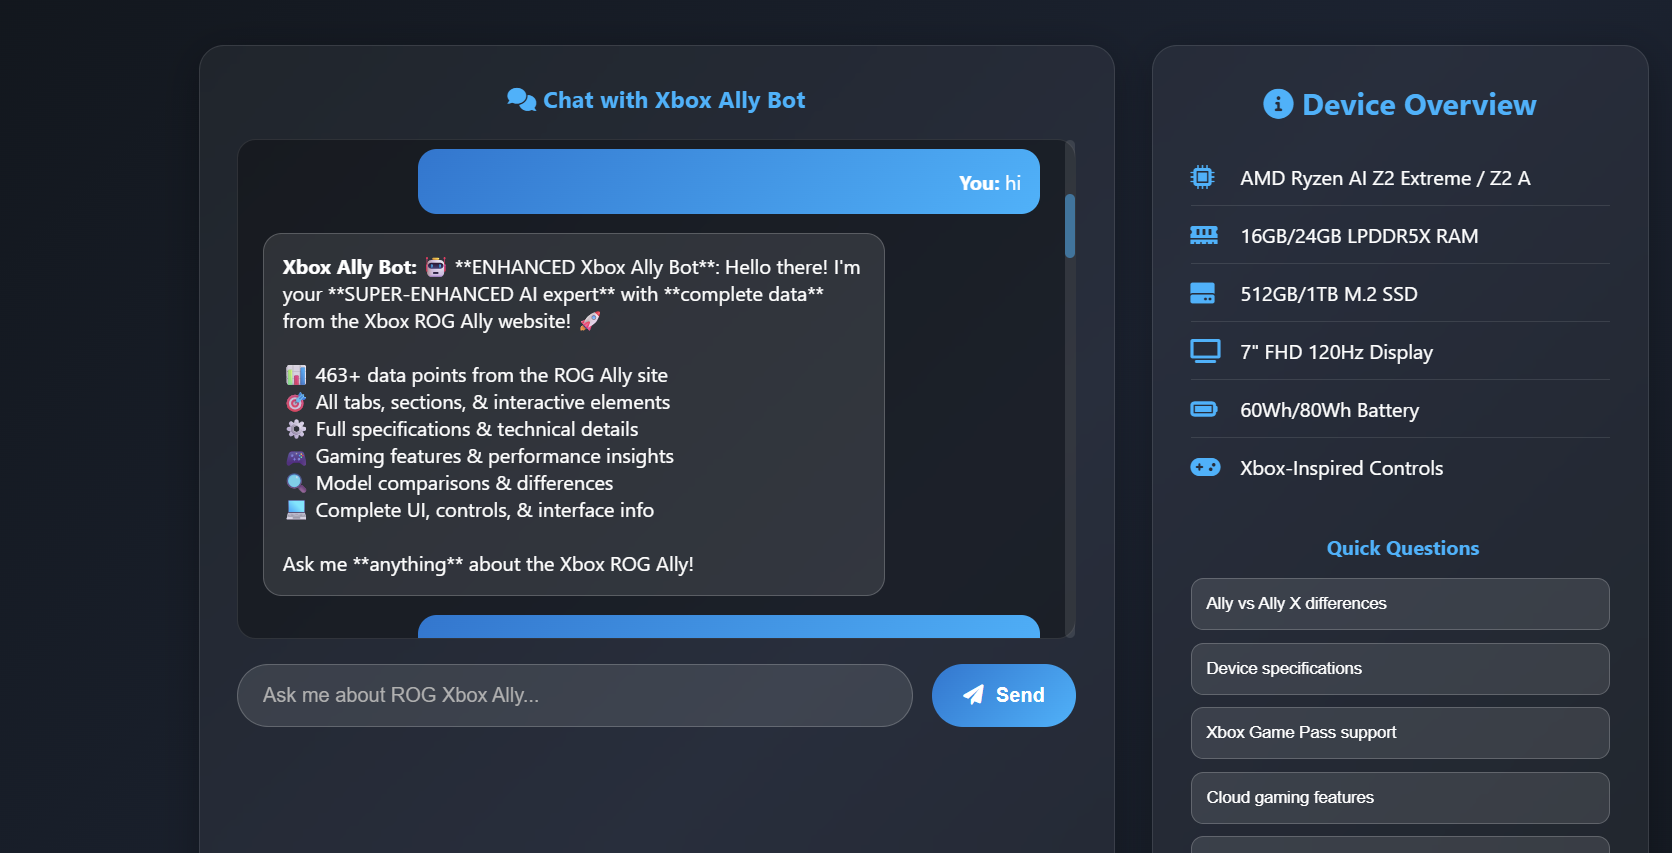 Chat with Xbox Ally Bot
You: hi
Xbox Ally Bot: 🤖 **ENHANCED Xbox Ally Bot**: Hello there! I'm
your **SUPER-ENHANCED AI expert** with **complete data**
from the Xbox ROG Ally website! 🚀
📊 463+ data points from the ROG Ally site
🎯 All tabs, sections, & interactive elements
⚙️ Full specifications & technical details
🎮 Gaming features & performance insights
🔍 Model comparisons & differences
💻 Complete UI, controls, & interface info
Ask me **anything** about the Xbox ROG Ally!
Ask me about ROG Xbox Ally...
Send
Device Overview
AMD Ryzen AI Z2 Extreme / Z2 A
16GB/24GB LPDDR5X RAM
512GB/1TB M.2 SSD
7" FHD 120Hz Display
60Wh/80Wh Battery
Xbox-Inspired Controls
Quick Questions
Ally vs Ally X differences
Device specifications
Xbox Game Pass support
Cloud gaming features